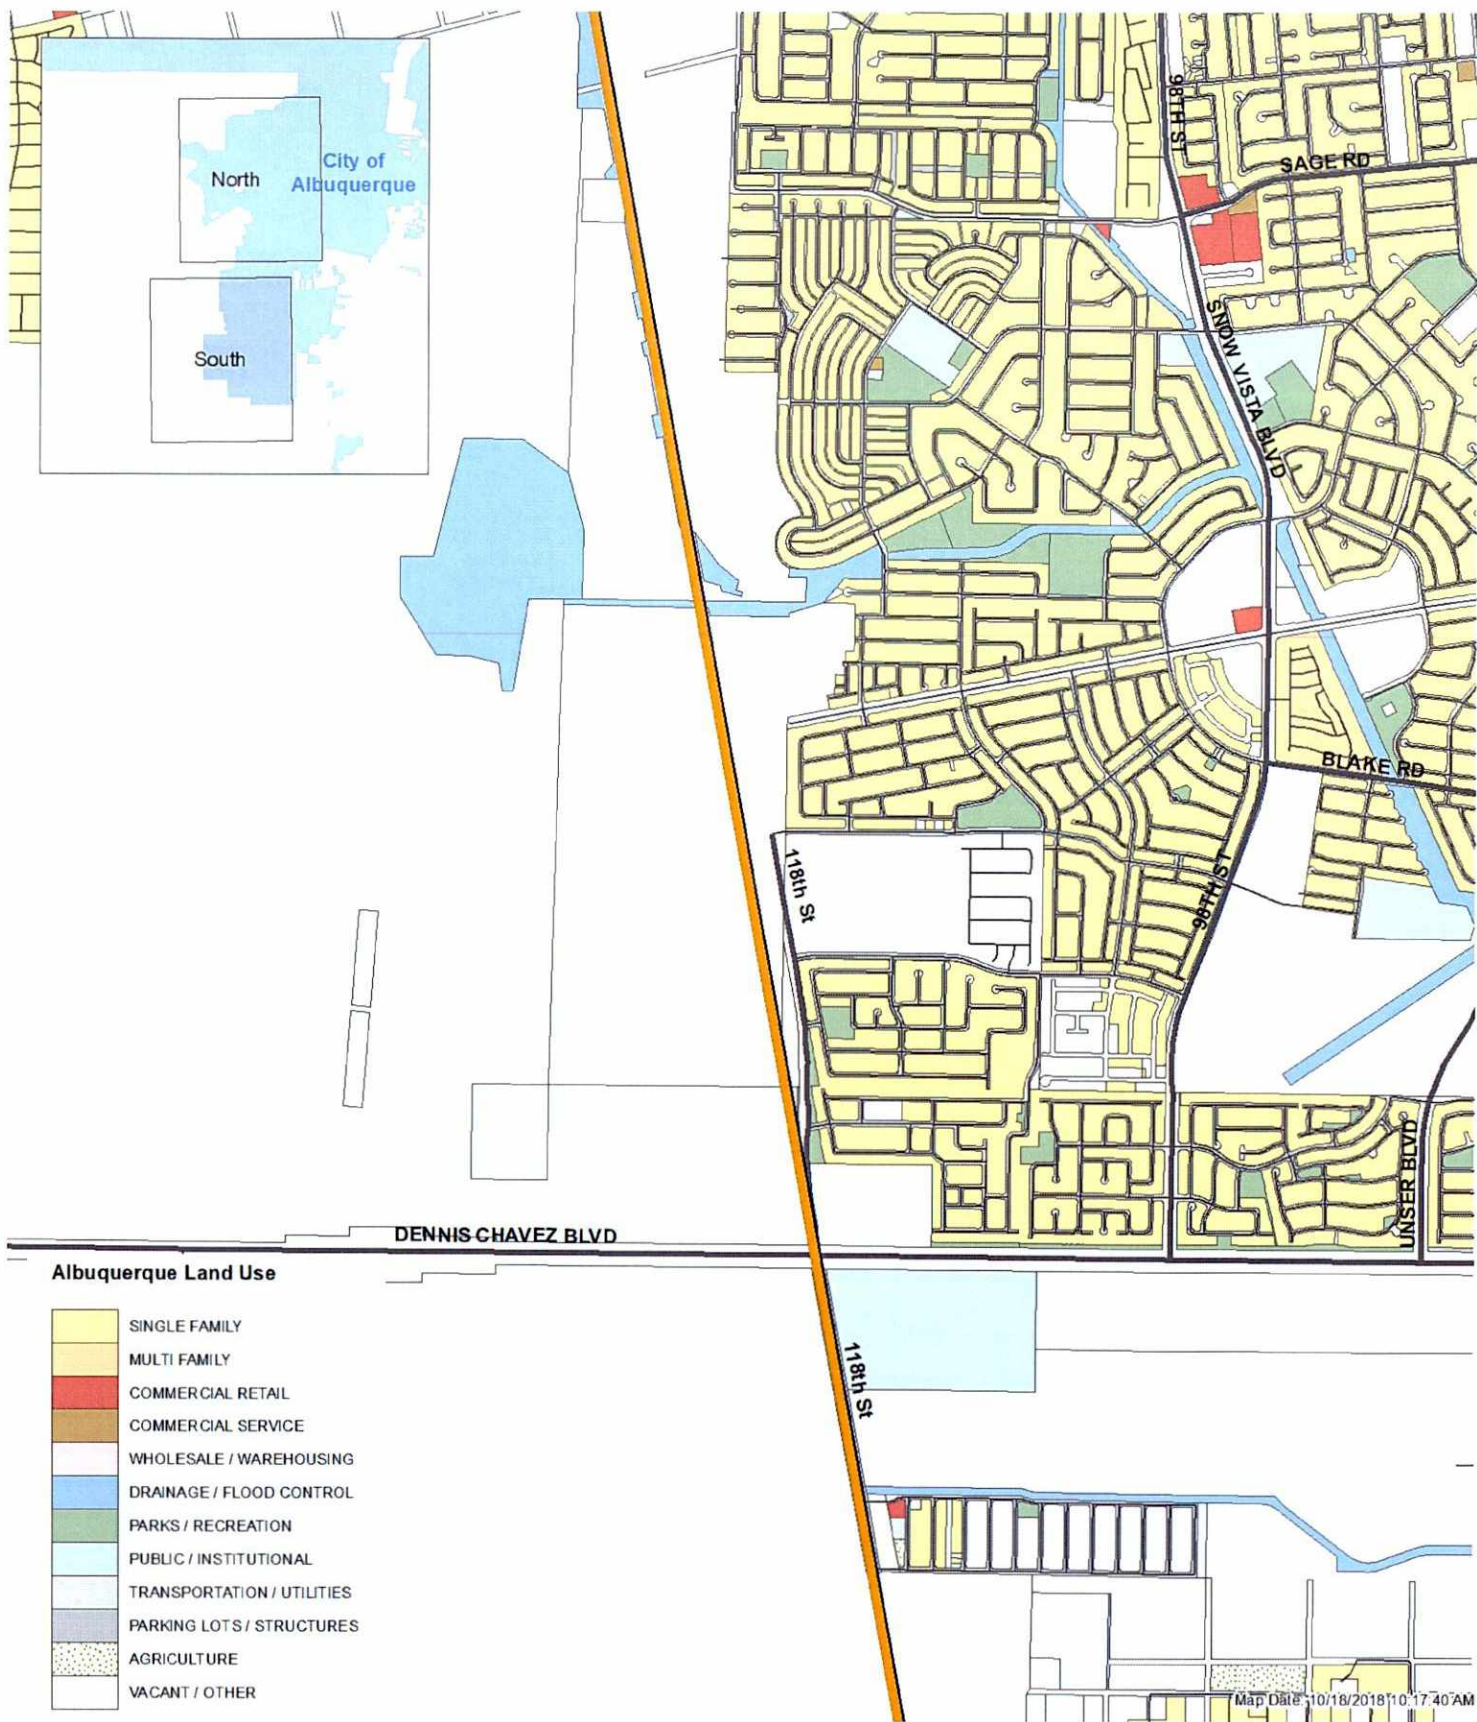 98TH ST
SAGE RD
City of
Albuquerque
North
South
SNOW VISTA BLVD
BLAKE RD
118th St
98TH ST
UNSER BLVD
DENNIS CHAVEZ BLVD
118th St
Albuquerque Land Use
SINGLE FAMILY
MULTI FAMILY
COMMERCIAL RETAIL
COMMERCIAL SERVICE
WHOLESALE / WAREHOUSING
DRAINAGE / FLOOD CONTROL
PARKS / RECREATION
PUBLIC / INSTITUTIONAL
TRANSPORTATION / UTILITIES
PARKING LOTS / STRUCTURES
AGRICULTURE
VACANT / OTHER
Map Date: 10/18/2018 10:17:40 AM